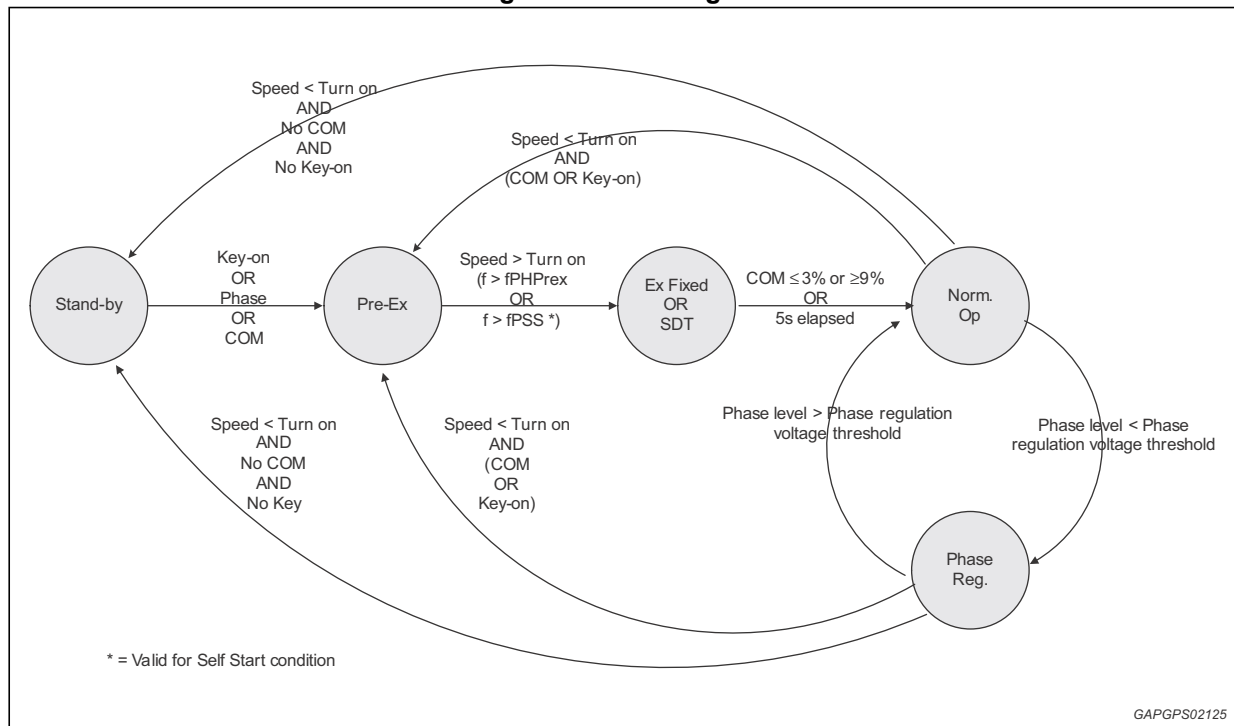 Speed < Turn on
AND
No COM
AND
No Key-on
Speed < Turn on
AND
(COM OR Key-on)
Stand-by
Key-on
OR
Phase
OR
COM
Pre-Ex
Speed > Turn on
(f > fPHPrex
OR
f > fPSS *)
Ex Fixed
OR
SDT
COM ≤ 3% or ≥9%
OR
5s elapsed
Norm.
Op
Speed < Turn on
AND
No COM
AND
No Key
Speed < Turn on
AND
(COM
OR
Key-on)
Phase level > Phase regulation
voltage threshold
Phase level < Phase
regulation voltage threshold
Phase
Reg.
* = Valid for Self Start condition
GAPGPS02125